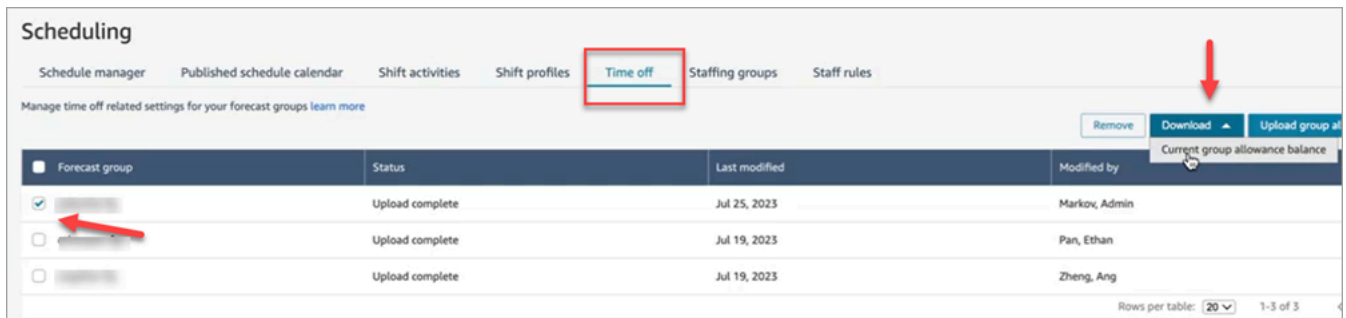 Scheduling
Schedule manager Published schedule calendar Shift activities Shift profiles Time off Staffing groups Staff rules
Manage time off related settings for your forecast groups learn more
Remove Download Upload group
Current group allowance balance
Forecast group Status Last modified Modified by
Upload complete Jul 25, 2023 Markov, Admin
Upload complete Jul 19, 2023 Pan, Ethan
Upload complete Jul 19, 2023 Zheng, Ang
Rows per table: 20 1-3 of 3